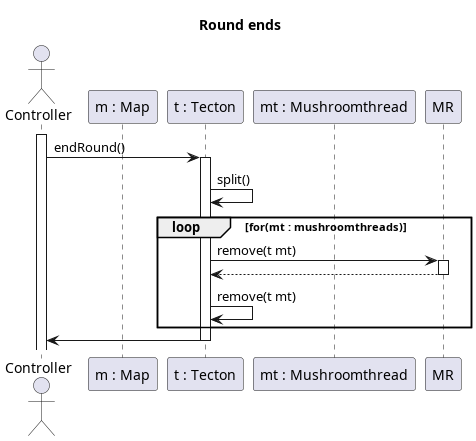 Round ends
Controller
m : Map
t : Tecton
mt : Mushroomthread
MR
endRound()
split()
loop
[for(mt : mushroomthreads)]
remove(t mt)
remove(t mt)
Controller
m : Map
t : Tecton
mt : Mushroomthread
MR